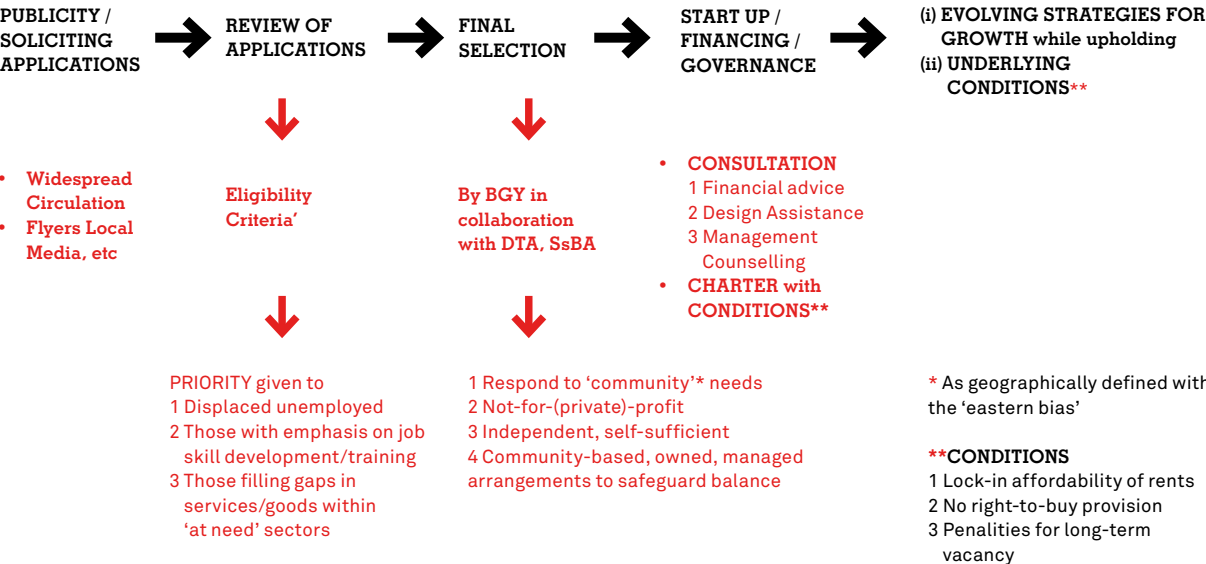 PUBLICITY /
SOLICITING
APPLICATIONS
REVIEW OF
APPLICATIONS
FINAL
SELECTION
START UP /
FINANCING /
GOVERNANCE
(i) EVOLVING STRATEGIES FOR
GROWTH while upholding
(ii) UNDERLYING
CONDITIONS**
• Widespread
Circulation
• Flyers Local
Media, etc
Eligibility
Criteria’
By BGY in
collaboration
with DTA, SsBA
• CONSULTATION
1 Financial advice
2 Design Assistance
3 Management
Counselling
• CHARTER with
CONDITIONS**
PRIORITY given to
1 Displaced unemployed
2 Those with emphasis on job
skill development/training
3 Those filling gaps in
services/goods within
‘at need’ sectors
1 Respond to ‘community’* needs
2 Not-for-(private)-profit
3 Independent, self-sufficient
4 Community-based, owned, managed
arrangements to safeguard balance
* As geographically defined with
the ‘eastern bias’
**CONDITIONS
1 Lock-in affordability of rents
2 No right-to-buy provision
3 Penalities for long-term
vacancy